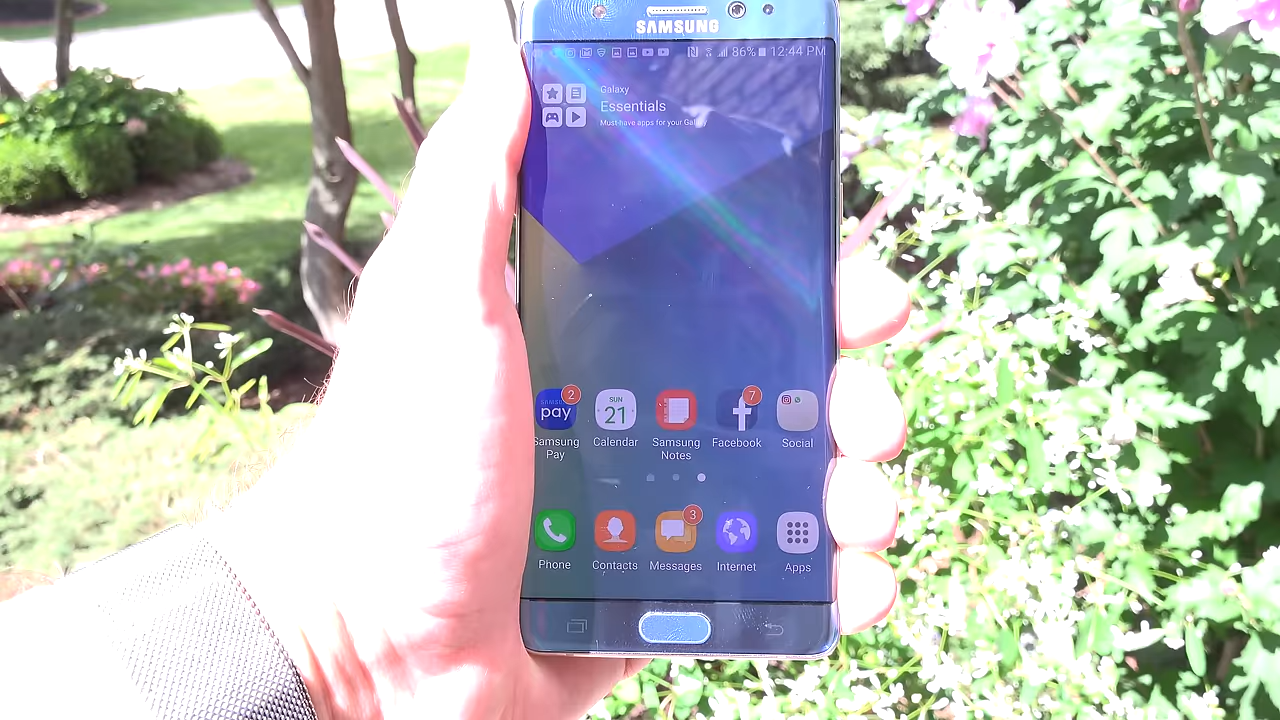 SAMSUNG
86% 12:44 PM
Galaxy
Essentials
Must-have apps for your Galaxy
2
7
SAMSUNG
pay
SUN
21
Samsung
Pay
Calendar
Samsung
Notes
Facebook
Social
3
Phone
Contacts
Messages
Internet
Apps